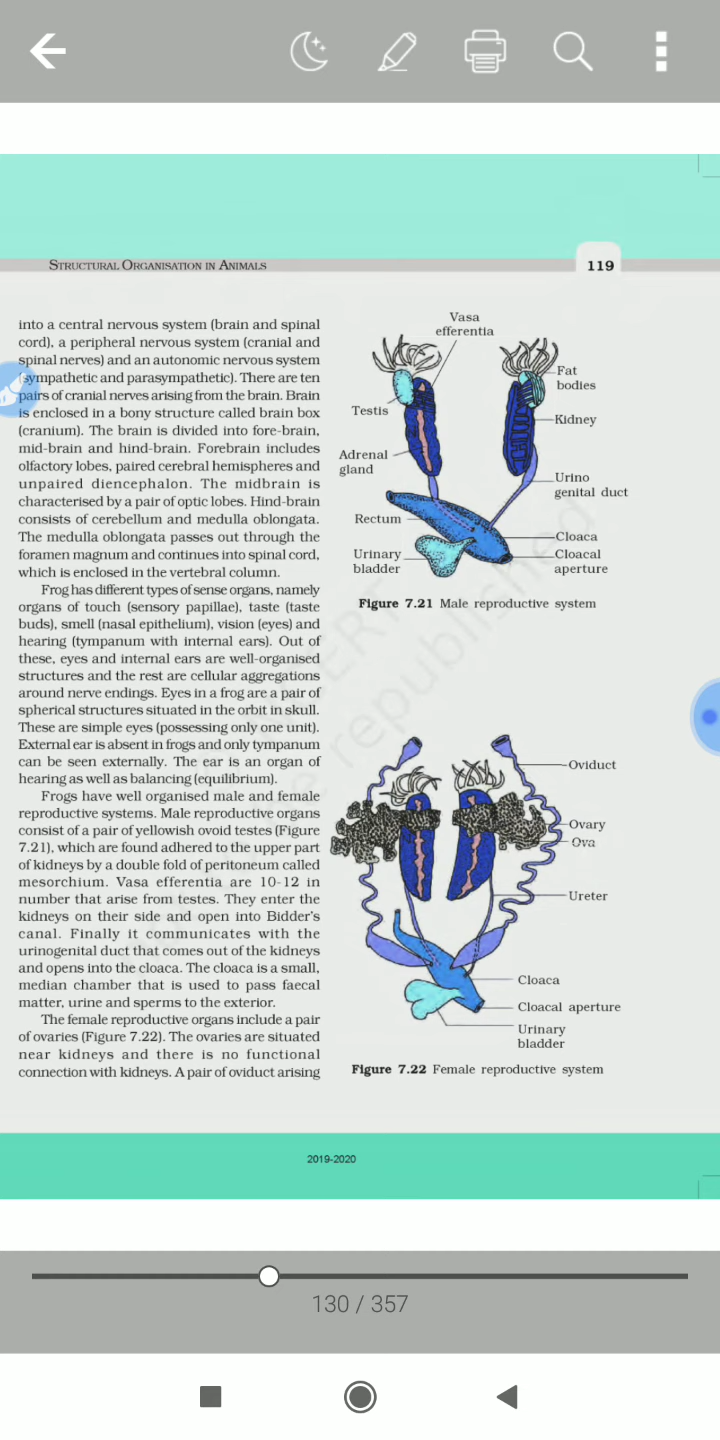 STRUCTURAL ORGANISATION IN ANIMALS
119
into a central nervous system (brain and spinal
cord), a peripheral nervous system (cranial and
spinal nerves) and an autonomic nervous system
(sympathetic and parasympathetic). There are ten
pairs of cranial nerves arising from the brain. Brain
is enclosed in a bony structure called brain box
(cranium). The brain is divided into fore-brain,
mid-brain and hind-brain. Forebrain includes
olfactory lobes, paired cerebral hemispheres and
unpaired diencephalon. The midbrain is
characterised by a pair of optic lobes. Hind-brain
consists of cerebellum and medulla oblongata.
The medulla oblongata passes out through the
foramen magnum and continues into spinal cord,
which is enclosed in the vertebral column.
Frog has different types of sense organs, namely
organs of touch (sensory papillae), taste (taste
buds), smell (nasal epithelium), vision (eyes) and
hearing (tympanum with internal ears). Out of
these, eyes and internal ears are well-organised
structures and the rest are cellular aggregations
around nerve endings. Eyes in a frog are a pair of
spherical structures situated in the orbit in skull.
These are simple eyes (possessing only one unit).
External ear is absent in frogs and only tympanum
can be seen externally. The ear is an organ of
hearing as well as balancing (equilibrium).
Frogs have well organised male and female
reproductive systems. Male reproductive organs
consist of a pair of yellowish ovoid testes (Figure
7.21), which are found adhered to the upper part
of kidneys by a double fold of peritoneum called
mesorchium. Vasa efferentia are 10-12 in
number that arise from testes. They enter the
kidneys on their side and open into Bidder's
canal. Finally it communicates with the
urinogenital duct that comes out of the kidneys
and opens into the cloaca. The cloaca is a small,
median chamber that is used to pass faecal
matter, urine and sperms to the exterior.
The female reproductive organs include a pair
of ovaries (Figure 7.22). The ovaries are situated
near kidneys and there is no functional
connection with kidneys. A pair of oviduct arising
Vasa
efferentia
Fat
bodies
Testis
Kidney
Adrenal
gland
Urino
genital duct
Rectum
Cloaca
Urinary
bladder
Cloacal
aperture
Figure 7.21 Male reproductive system
Oviduct
Ovary
Ova
Ureter
Cloaca
Cloacal aperture
Urinary
bladder
Figure 7.22 Female reproductive system
2019-2020
130 / 357